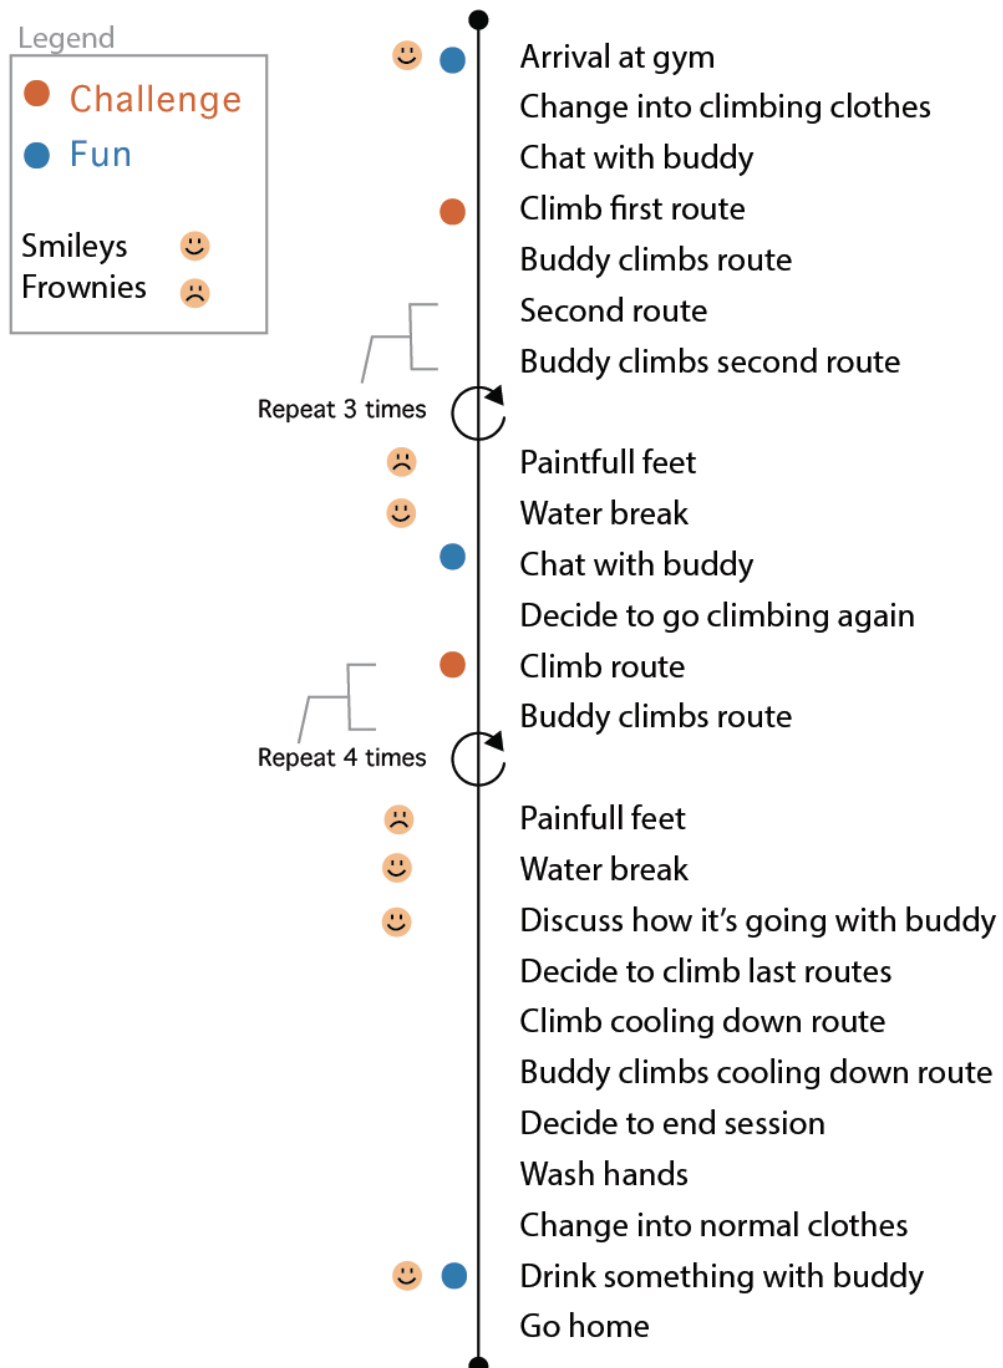 Legend
Challenge
Fun
Smileys
Frownies
Arrival at gym
Change into climbing clothes
Chat with buddy
Climb first route
Buddy climbs route
Second route
Buddy climbs second route
Repeat 3 times
Paintfull feet
Water break
Chat with buddy
Decide to go climbing again
Climb route
Buddy climbs route
Repeat 4 times
Painfull feet
Water break
Discuss how it's going with buddy
Decide to climb last routes
Climb cooling down route
Buddy climbs cooling down route
Decide to end session
Wash hands
Change into normal clothes
Drink something with buddy
Go home